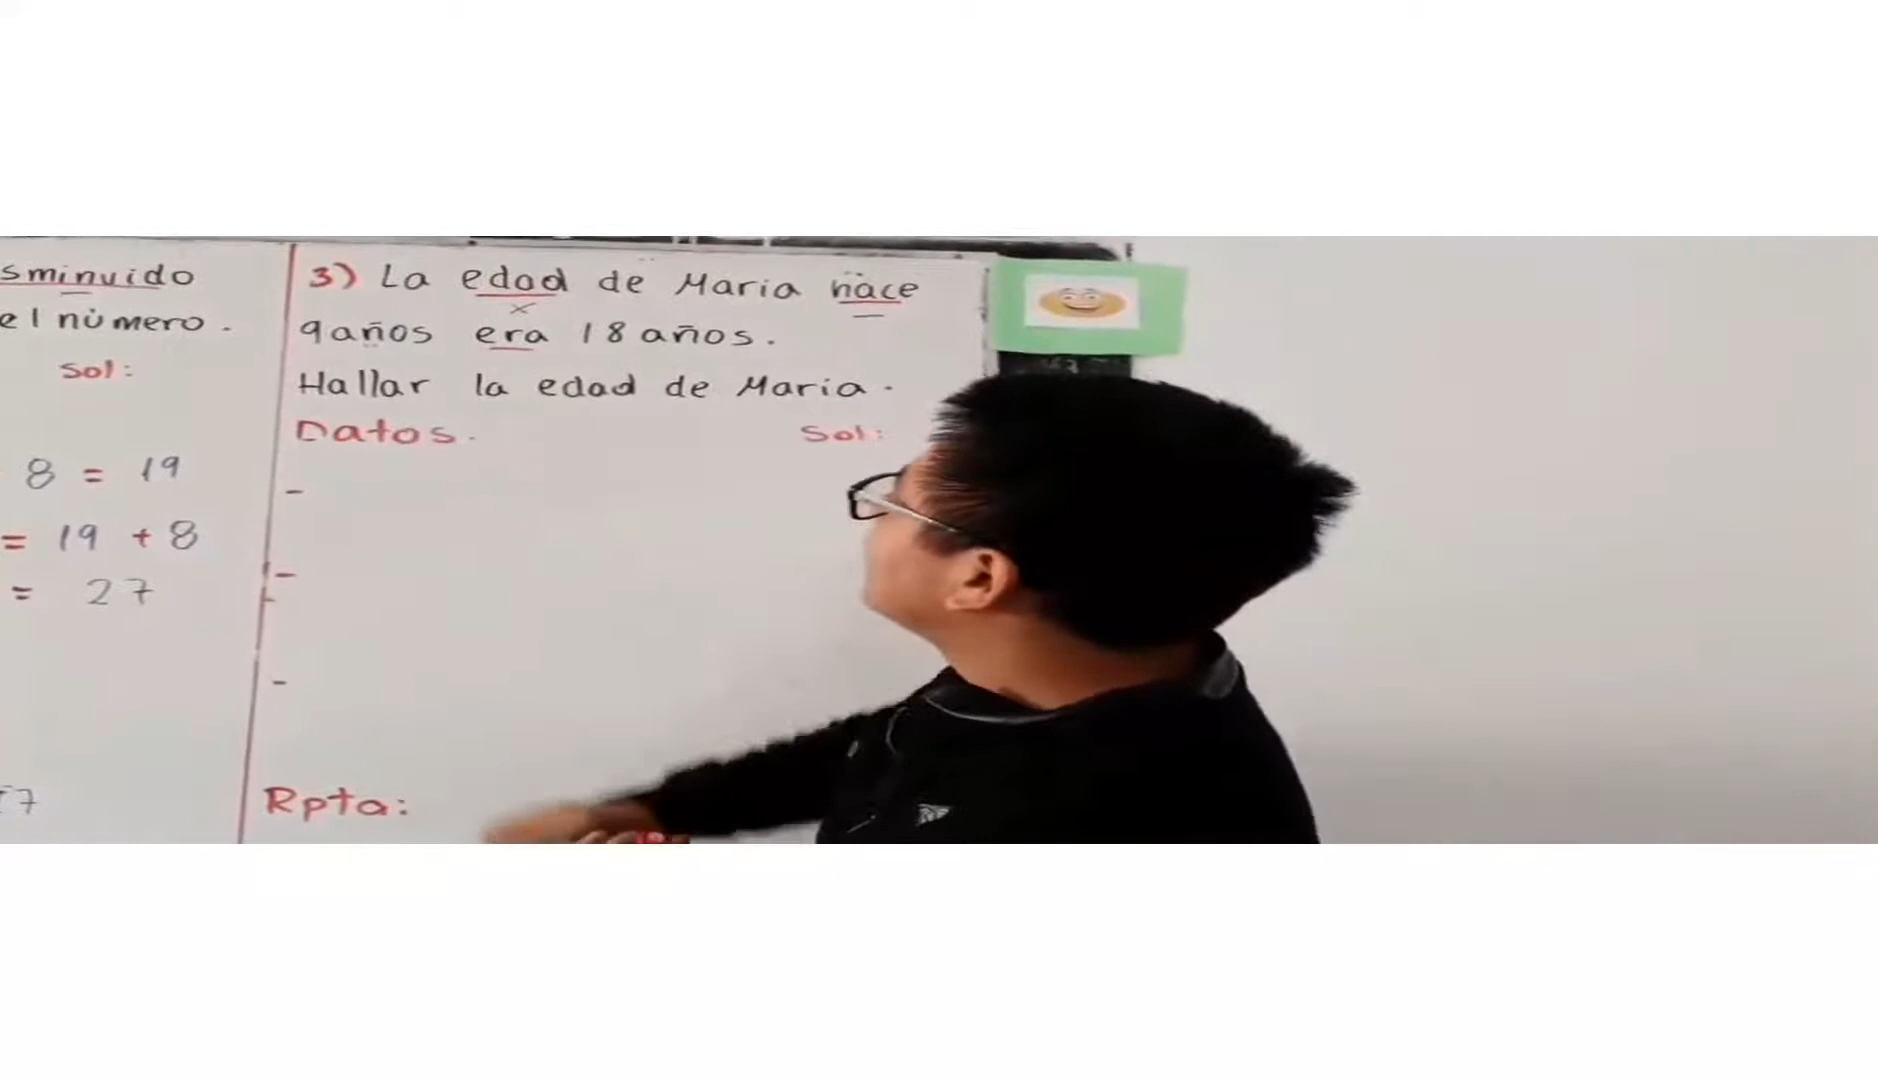 sminuido
el número.
sol:
8 = 19
= 19 + 8
= 27
7
3) La edad de Maria hace
x
9 años era 18 años.
Hallar la edad de Maria.
Datos.
Sol:
-
-
-
Rpta: